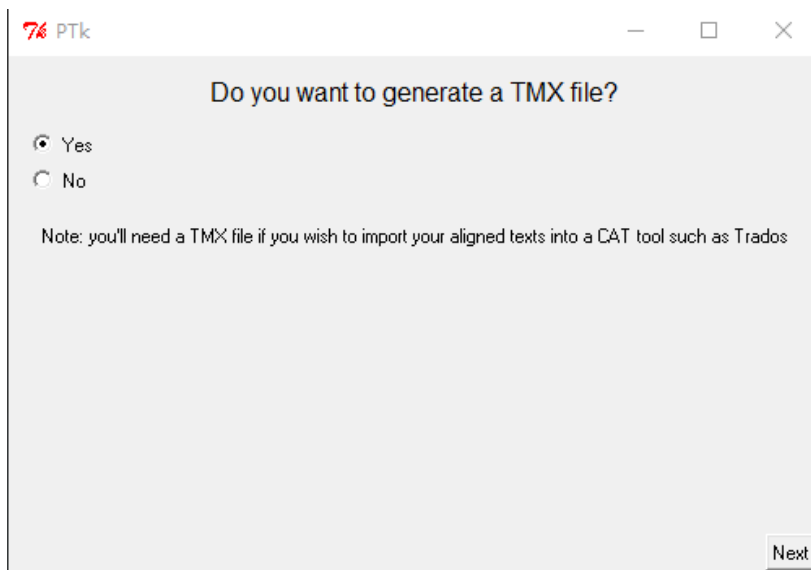 PTk
Do you want to generate a TMX file?
Yes
No
Note: you'll need a TMX file if you wish to import your aligned texts into a CAT tool such as Trados
Next